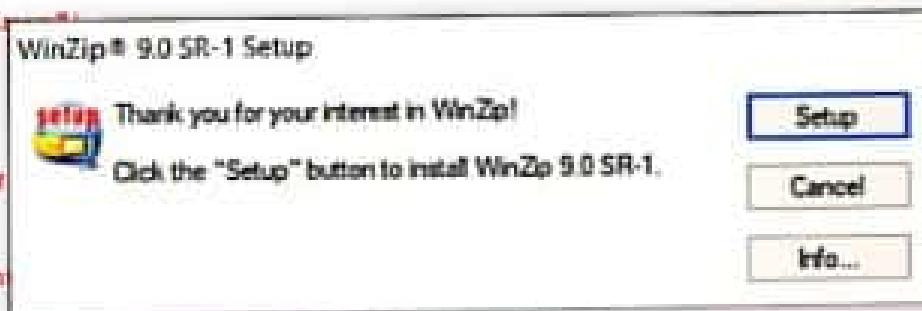 WinZip® 9.0 SR-1 Setup
setup
Thank you for your interest in WinZip!
Click the "Setup" button to install WinZip 9.0 SR-1.
Setup
Cancel
Info...